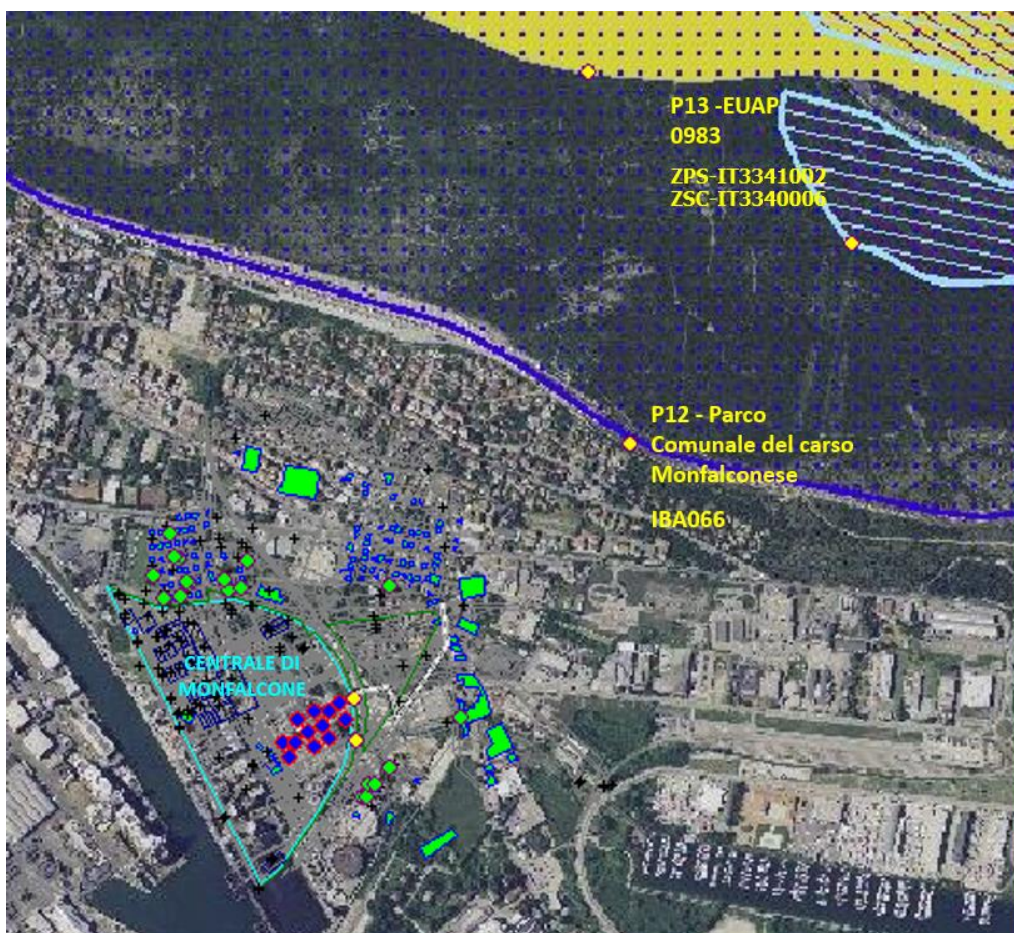 P13 -EUAP
0983
ZPS-IT3341002
ZSC-IT3340006
P12 - Parco
Comunale del carso
Monfalconese
IBA066
CENTRALE DI
MONFALCONE